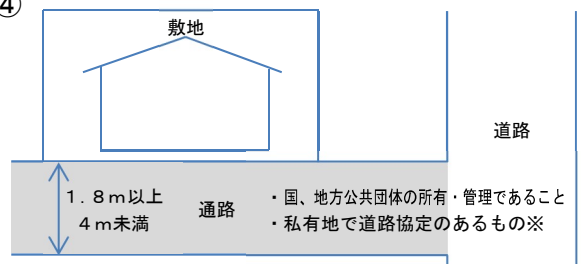 ④
敷地
道路
１．８ｍ以上
４ｍ未満
通路
・国、地方公共団体の所有・管理であること
・私有地で道路協定のあるもの※